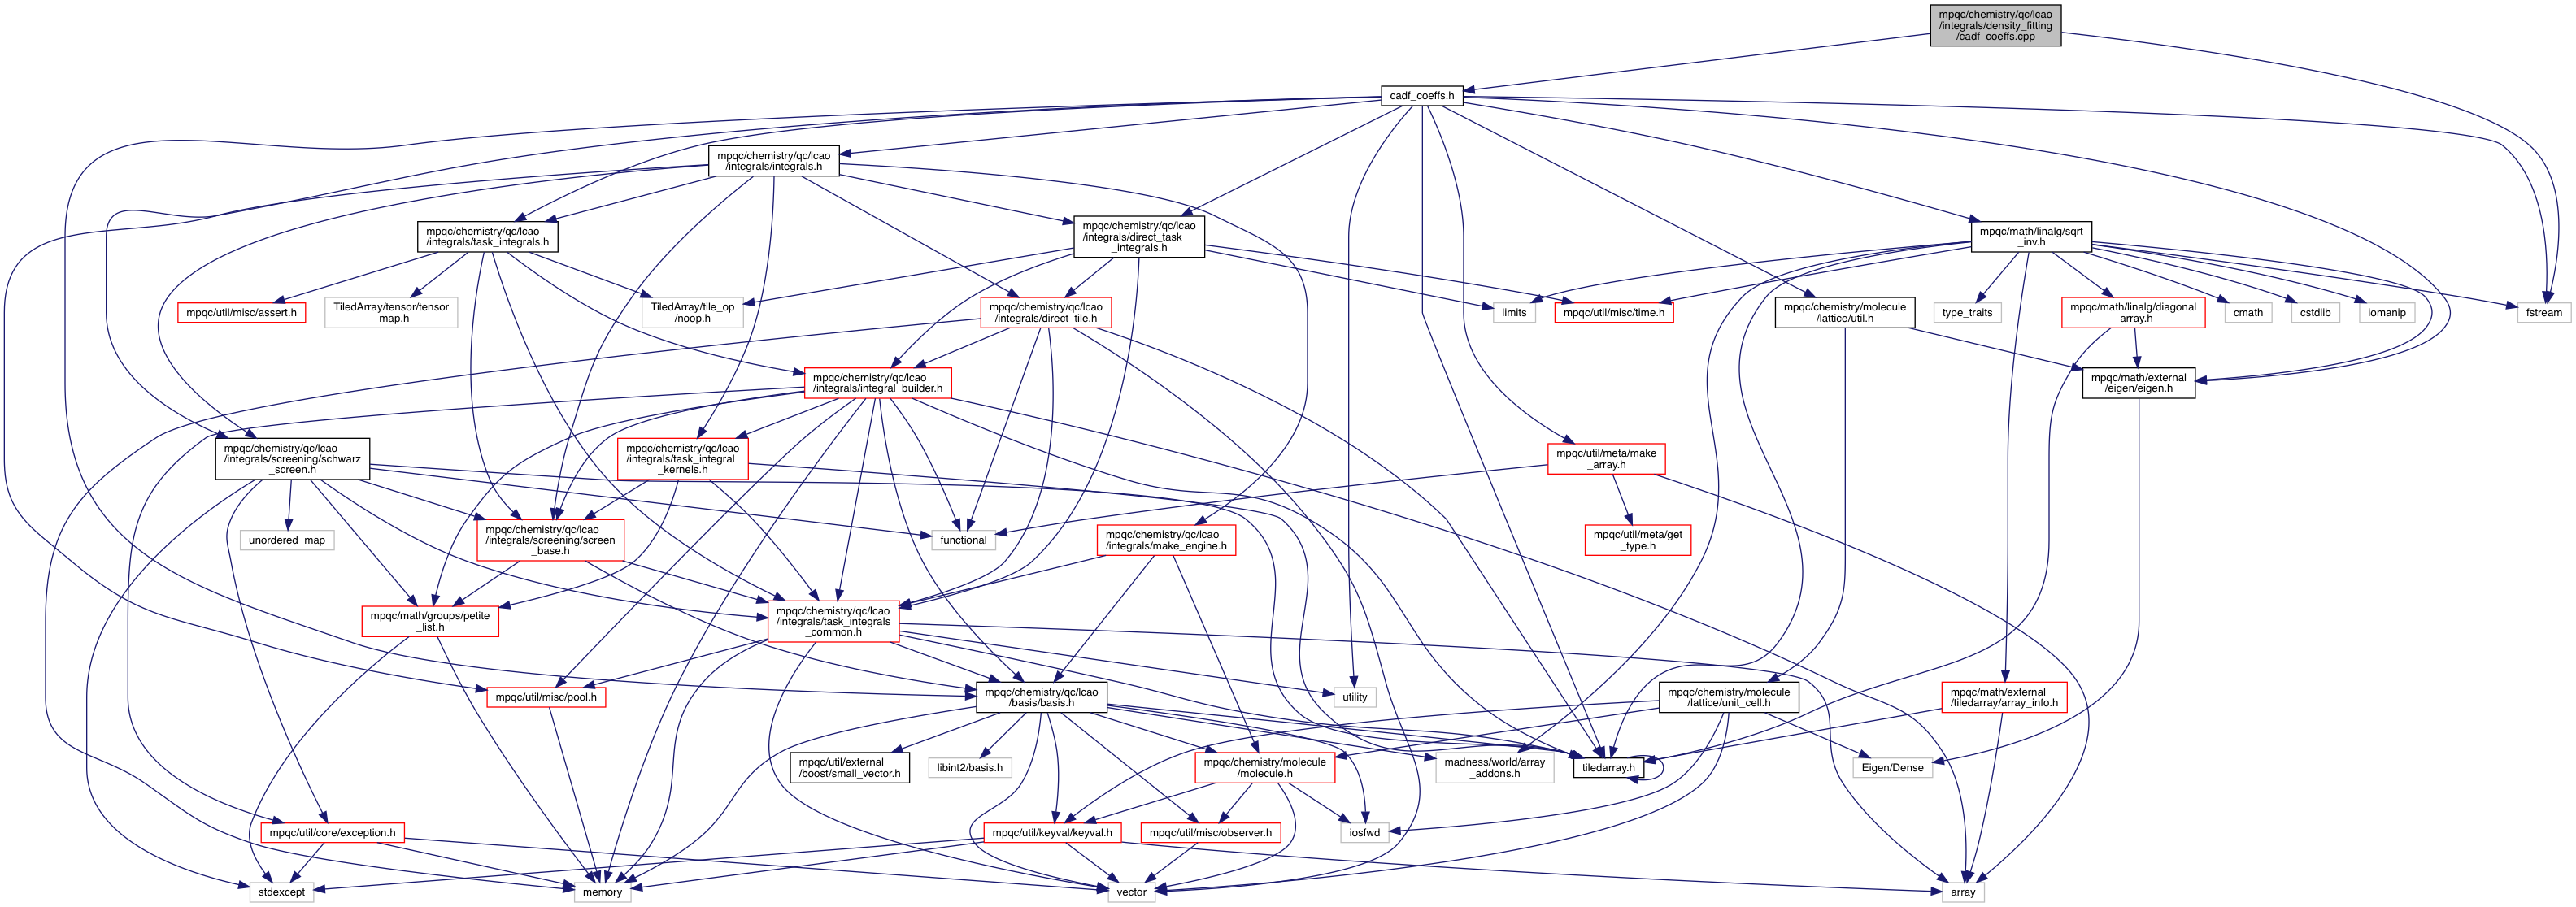 mpqc/chemistry/qc/lcao
/integrals/density_fitting
/cadf_coeffs.cpp
cadf_coeffs.h
mpqc/chemistry/qc/lcao
/integrals/integrals.h
mpqc/chemistry/qc/lcao
/integrals/task_integrals.h
mpqc/chemistry/qc/lcao
/integrals/direct_task
_integrals.h
mpqc/math/linalg/sqrt
_inv.h
mpqc/util/misc/assert.h
TiledArray/tensor/tensor
_map.h
TiledArray/tile_op
/noop.h
mpqc/chemistry/qc/lcao
/integrals/direct_tile.h
limits
mpqc/util/misc/time.h
mpqc/chemistry/molecule
/lattice/util.h
type_traits
mpqc/math/linalg/diagonal
_array.h
cmath
cstdlib
iomanip
fstream
mpqc/chemistry/qc/lcao
/integrals/integral_builder.h
mpqc/math/external
/eigen/eigen.h
mpqc/chemistry/qc/lcao
/integrals/screening/schwarz
_screen.h
mpqc/chemistry/qc/lcao
/integrals/task_integral
_kernels.h
mpqc/util/meta/make
_array.h
unordered_map
mpqc/chemistry/qc/lcao
/integrals/screening/screen
_base.h
functional
mpqc/chemistry/qc/lcao
/integrals/make_engine.h
mpqc/util/meta/get
_type.h
mpqc/math/groups/petite
_list.h
mpqc/chemistry/qc/lcao
/integrals/task_integrals
_common.h
mpqc/util/misc/pool.h
mpqc/chemistry/qc/lcao
/basis/basis.h
utility
mpqc/chemistry/molecule
/lattice/unit_cell.h
mpqc/math/external
/tiledarray/array_info.h
mpqc/util/external
/boost/small_vector.h
libint2/basis.h
mpqc/chemistry/molecule
/molecule.h
madness/world/array
_addons.h
tiledarray.h
Eigen/Dense
mpqc/util/core/exception.h
mpqc/util/keyval/keyval.h
mpqc/util/misc/observer.h
iosfwd
stdexcept
memory
vector
array